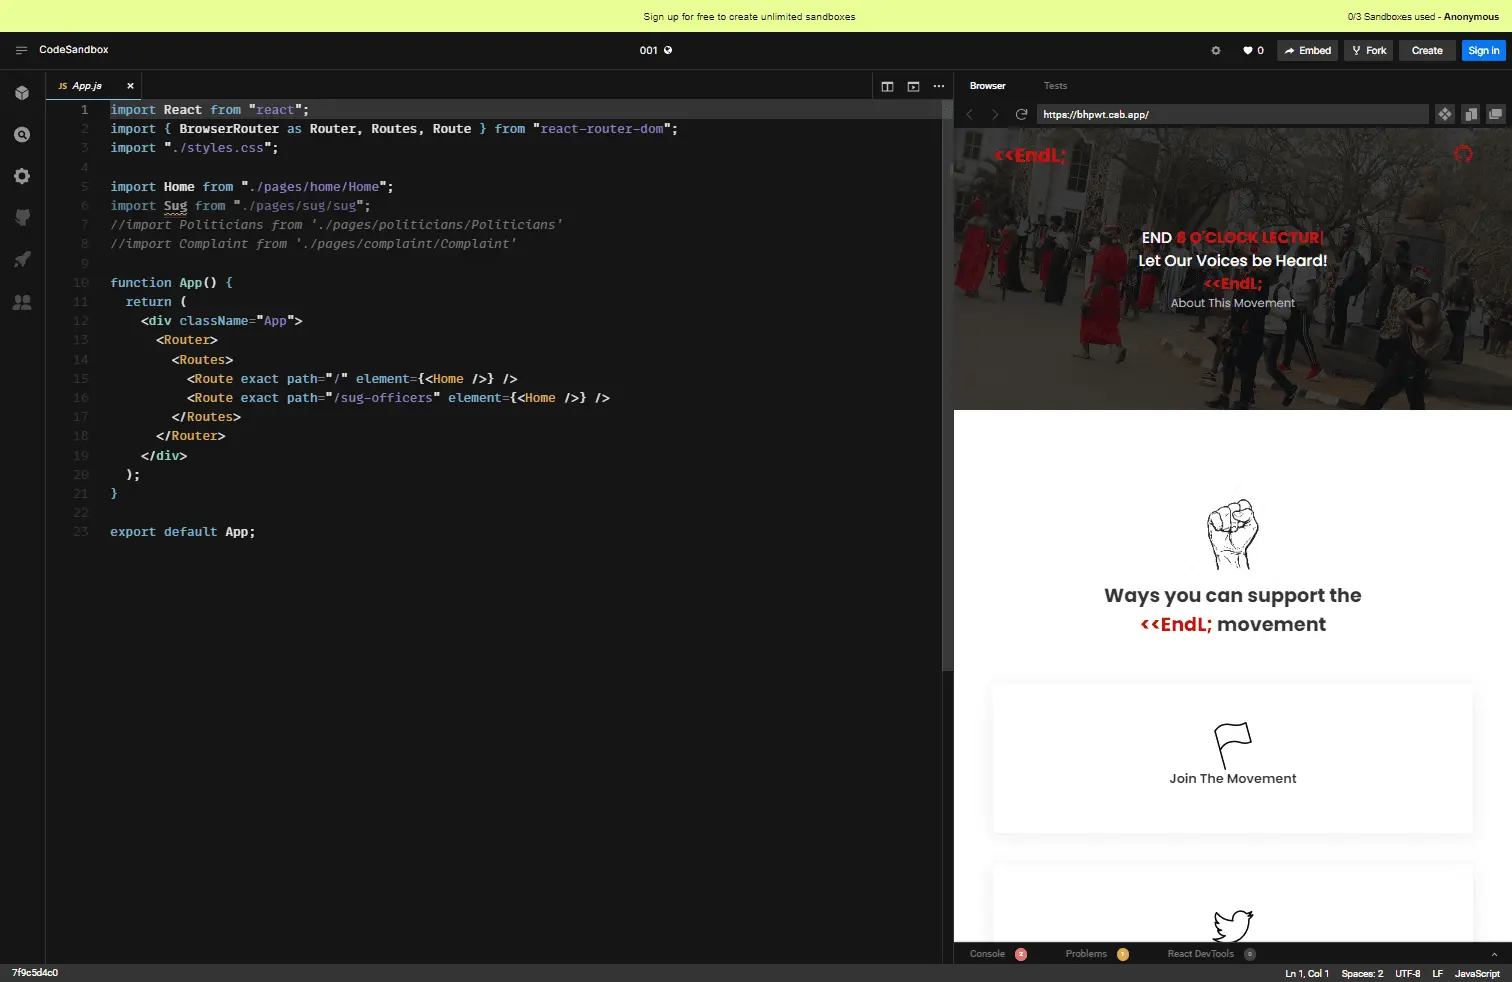 Sign up for free to create unlimited sandboxes
0/3 Sandboxes used - Anonymous
CodeSandbox
001
0
Embed
Fork
Create
Sign in
JS App.js
Browser
Tests
https://bhpwt.csb.app/
1 import React from "react";
2 import { BrowserRouter as Router, Routes, Route } from "react-router-dom";
3 import "./styles.css";
4
5 import Home from "./pages/home/Home";
6 import Sug from "./pages/sug/sug";
7 //import Politicians from './pages/politicians/Politicians'
8 //import Complaint from './pages/complaint/Complaint'
9
10 function App() {
11 return (
12 <div className="App">
13 <Router>
14 <Routes>
15 <Route exact path="/" element={<Home />} />
16 <Route exact path="/sug-officers" element={<Home />} />
17 </Routes>
18 </Router>
19 </div>
20 );
21 }
22
23 export default App;
<<EndL;
END 8 O'CLOCK LECTUR|
Let Our Voices be Heard!
<<EndL;
About This Movement
Ways you can support the
<<EndL; movement
Join The Movement
Console 2
Problems 1
React DevTools 0
7f9c5d4c0
Ln 1, Col 1
Spaces: 2
UTF-8
LF
JavaScript